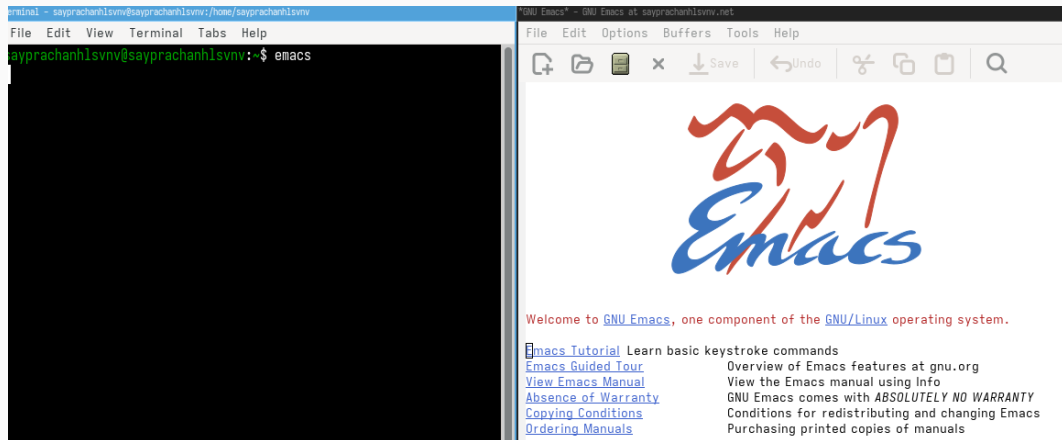 erminal - sayprachanhlsvnv@sayprachanhlsvnv:/home/sayprachanhlsvnv
File Edit View Terminal Tabs Help
sayprachanhlsvnv@sayprachanhlsvnv:~$ emacs
*GNU Emacs* - GNU Emacs at sayprachanhlsvnv.net
File Edit Options Buffers Tools Help
Save Undo
Emacs
Welcome to GNU Emacs, one component of the GNU/Linux operating system.
Emacs Tutorial Learn basic keystroke commands
Emacs Guided Tour Overview of Emacs features at gnu.org
View Emacs Manual View the Emacs manual using Info
Absence of Warranty GNU Emacs comes with ABSOLUTELY NO WARRANTY
Copying Conditions Conditions for redistributing and changing Emacs
Ordering Manuals Purchasing printed copies of manuals